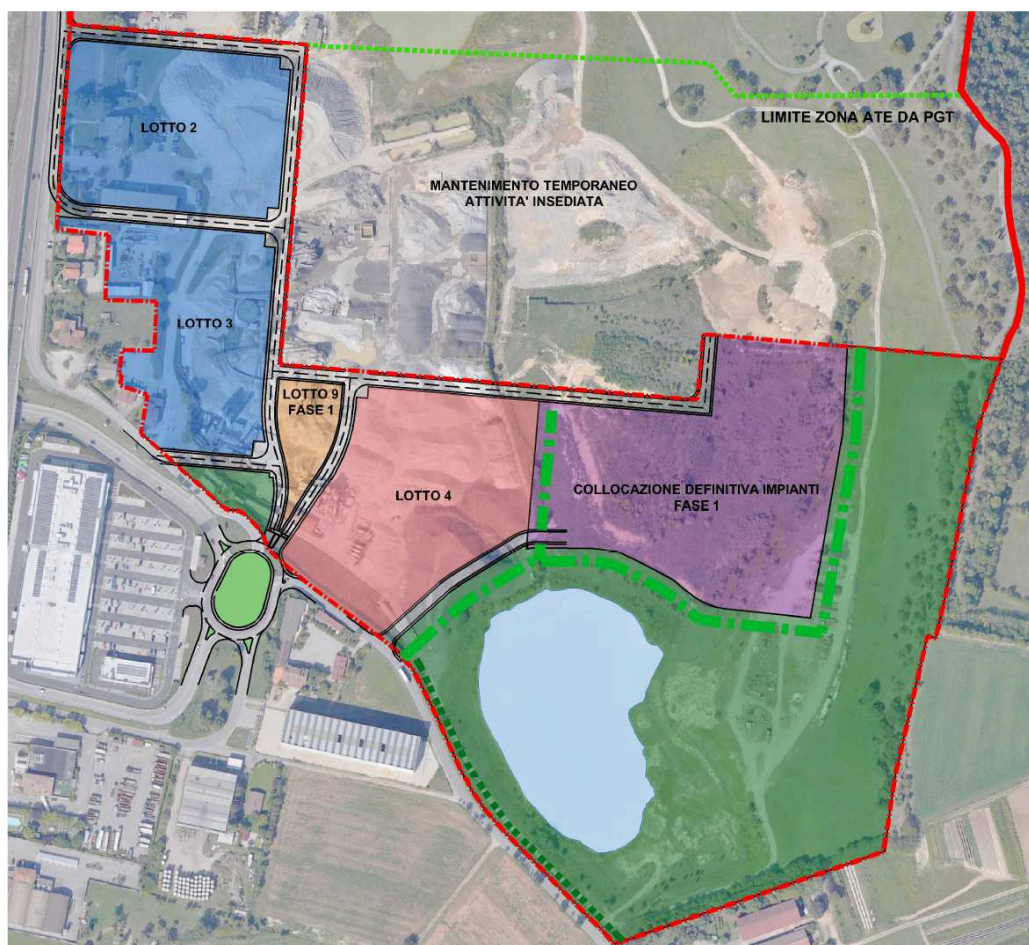 LIMITE ZONA ATE DA PGT
LOTTO 2
MANTENIMENTO TEMPORANEO
ATTIVITA' INSEDIATA
LOTTO 3
LOTTO 9
FASE 1
LOTTO 4
COLLOCAZIONE DEFINITIVA IMPIANTI
FASE 1